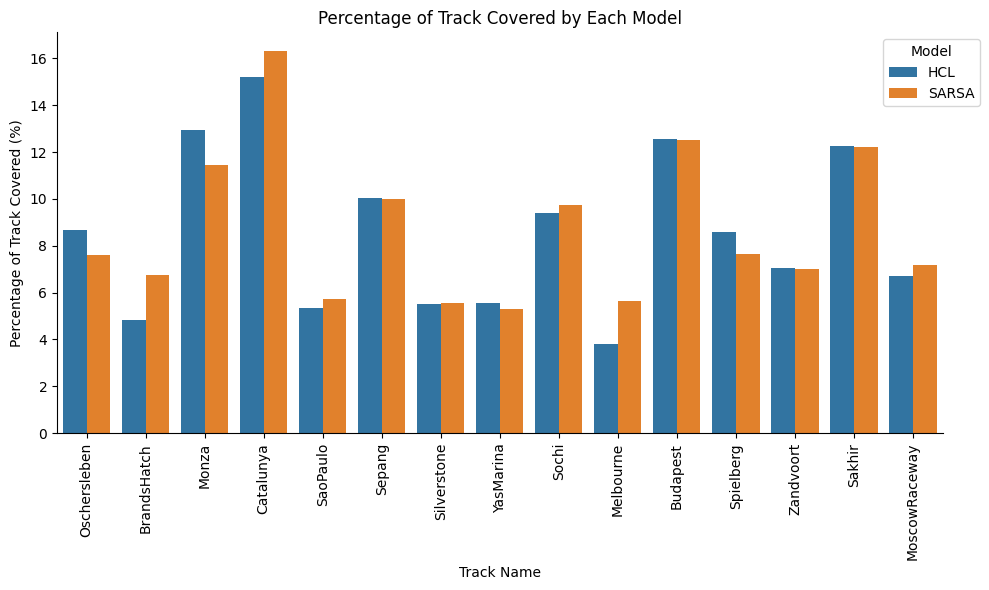 Percentage of Track Covered by Each Model
Model
HCL
SARSA
Percentage of Track Covered (%)
16
14
12
10
8
6
4
2
0
Oschersleben
BrandsHatch
Monza
Catalunya
SaoPaulo
Sepang
Silverstone
YasMarina
Sochi
Melbourne
Budapest
Spielberg
Zandvoort
Sakhir
MoscowRaceway
Track Name